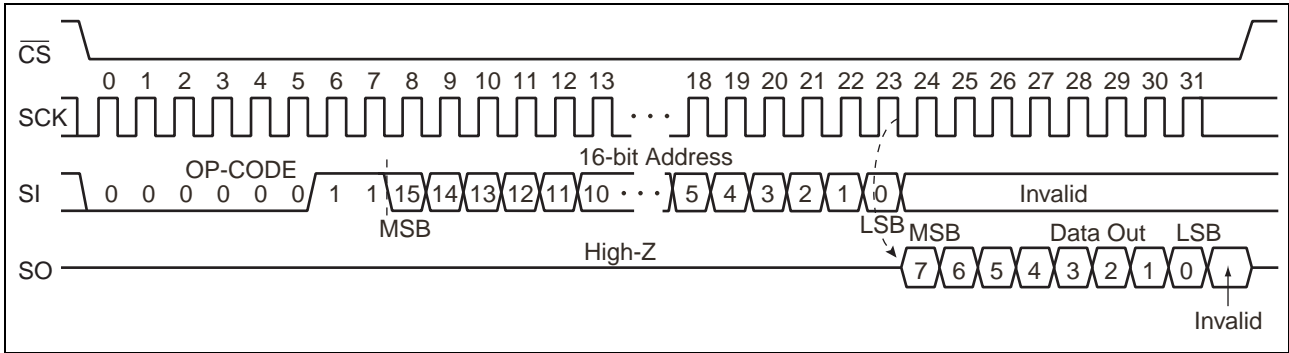 CS
0 1 2 3 4 5 6 7 8 9 10 11 12 13 18 19 20 21 22 23 24 25 26 27 28 29 30 31
SCK
· · ·
OP-CODE 16-bit Address
SI 0 0 0 0 0 0 1 1 15 14 13 12 11 10 · · · 5 4 3 2 1 0 Invalid
MSB LSB MSB Data Out LSB
High-Z
SO 7 6 5 4 3 2 1 0
Invalid